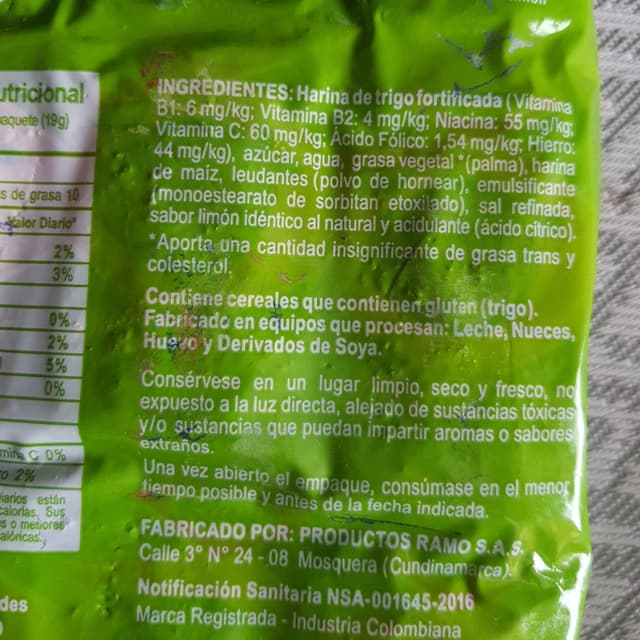 utricional
aquete (19g)
s de grasa 10
Valor Diario*
2%
3%
0%
2%
5%
0%
C 0%
ro 2%
iarios están
calorías. Sus
s o menores
alóricas.
des
INGREDIENTES: Harina de trigo fortificada (Vitamina
B1: 6 mg/kg; Vitamina B2: 4 mg/kg; Niacina: 55 mg/kg;
Vitamina C: 60 mg/kg; Ácido Fólico: 1,54 mg/kg; Hierro:
44 mg/kg), azúcar, agua, grasa vegetal *(palma), harina
de maíz, leudantes (polvo de hornear), emulsificante
(monoestearato de sorbitan etoxilado), sal refinada,
sabor limón idéntico al natural y acidulante (ácido cítrico).
*Aporta una cantidad insignificante de grasa trans y
colesterol.
Contiene cereales que contienen gluten (trigo).
Fabricado en equipos que procesan: Leche, Nueces,
Huevo y Derivados de Soya.
Consérvese en un lugar limpio, seco y fresco, no
expuesto a la luz directa, alejado de sustancias tóxicas
y/o sustancias que puedan impartir aromas o sabores
extraños.
Una vez abierto el empaque, consúmase en el menor
tiempo posible y antes de la fecha indicada.
FABRICADO POR: PRODUCTOS RAMO S.A.S.
Calle 3° N° 24 - 08 Mosquera (Cundinamarca).
Notificación Sanitaria NSA-001645-2016
Marca Registrada - Industria Colombiana